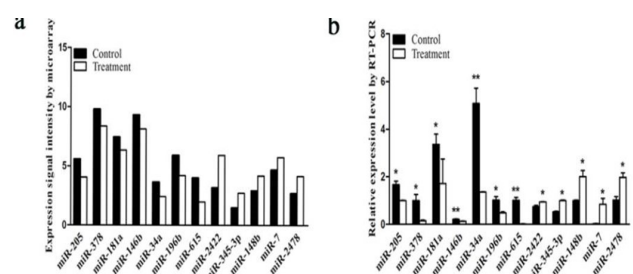 a
Expression signal intensity by microarray
15
10
5
0
Control
Treatment
miR-205
miR-378
miR-181a
miR-146b
miR-34a
miR-196b
miR-615
miR-2422
miR-345-3p
miR-148b
miR-7
miR-2478
b
Relative expression level by RT-PCR
8
6
4
2
0
Control
Treatment
*
*
*
**
**
*
**
*
*
*
*
*
miR-205
miR-378
miR-181a
miR-146b
miR-34a
miR-196b
miR-615
miR-2422
miR-345-3p
miR-148b
miR-7
miR-2478